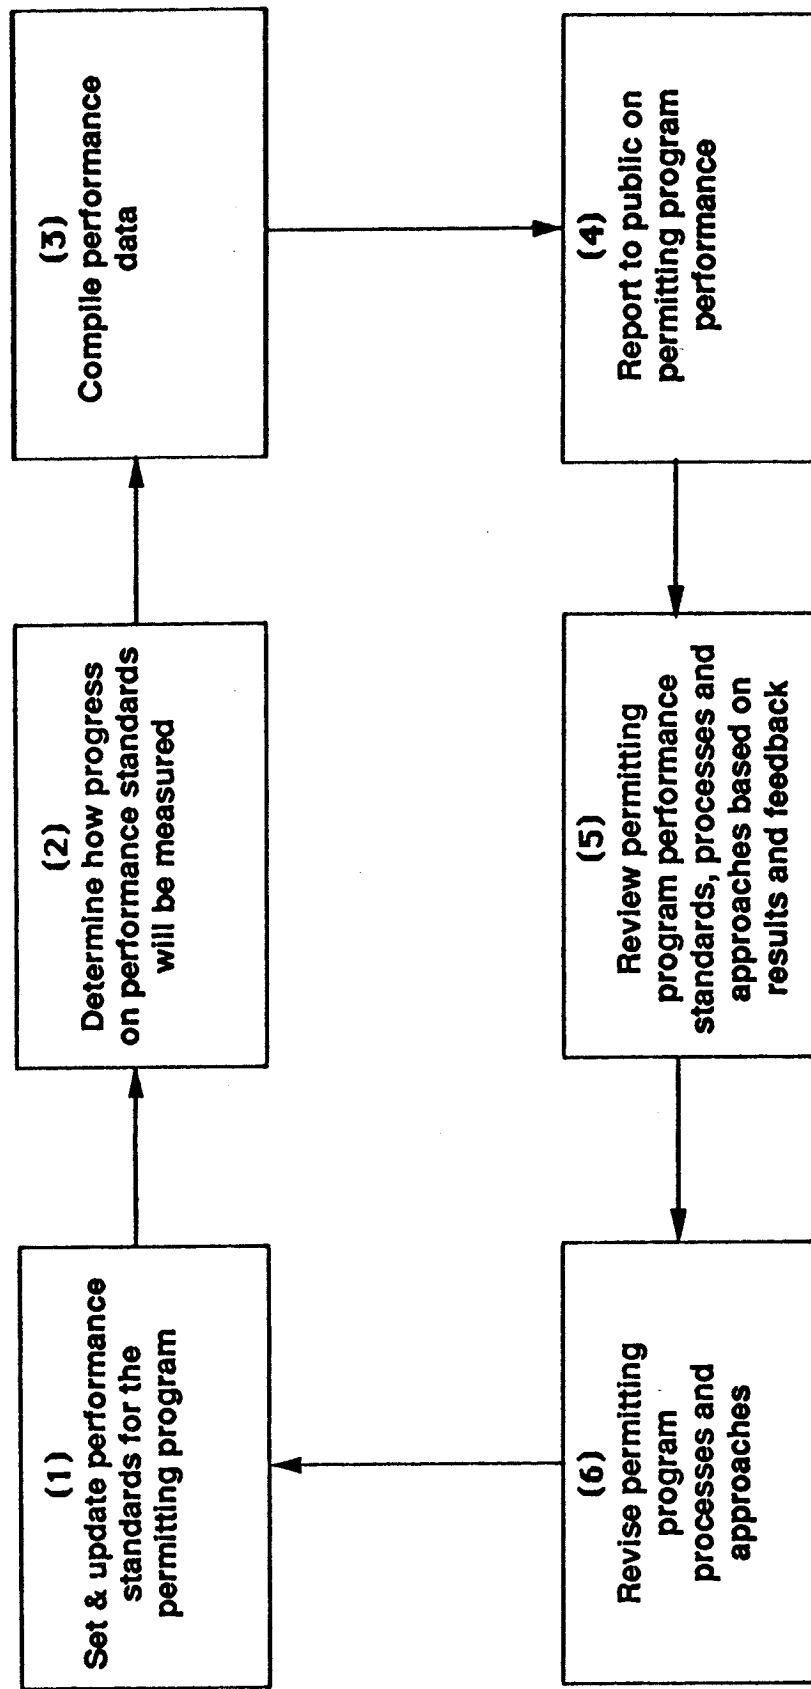 (1)
Set & update performance
standards for the
permitting program
(2)
Determine how progress
on performance standards
will be measured
(3)
Compile performance
data
(4)
Report to public on
permitting program
performance
(5)
Review permitting
program performance
standards, processes and
approaches based on
results and feedback
(6)
Revise permitting
program
processes and
approaches